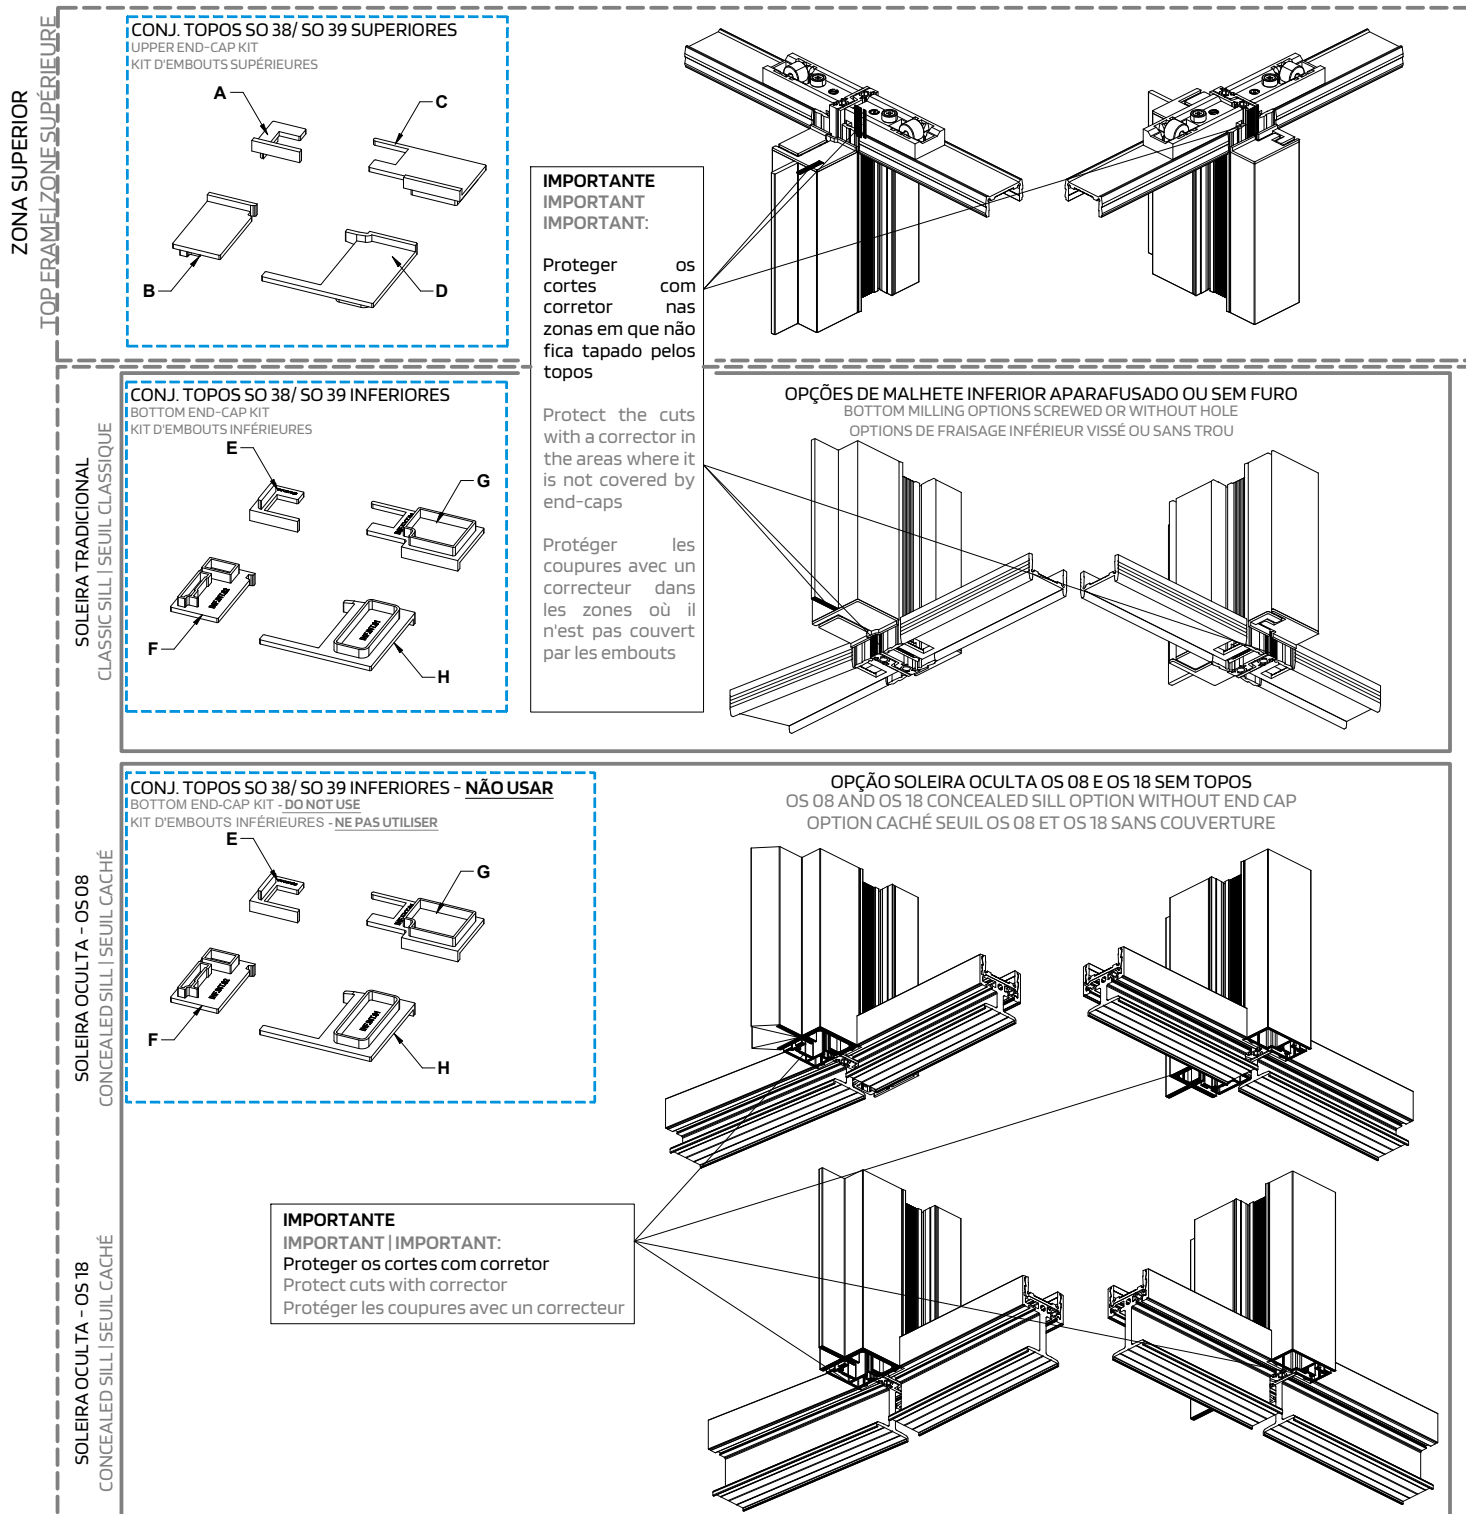 ZONA SUPERIOR
TOP FRAME|ZONE SUPÉRIEURE
CONJ. TOPOS SO 38/ SO 39 SUPERIORES
UPPER END-CAP KIT
KIT D'EMBOUTS SUPÉRIEURES
A
C
B
D
IMPORTANTE
IMPORTANT
IMPORTANT:
Proteger os
cortes com
corretor nas
zonas em que não
fica tapado pelos
topos
Protect the cuts
with a corrector in
the areas where it
is not covered by
end-caps
Protéger les
coupures avec un
correcteur dans
les zones où il
n'est pas couvert
par les embouts
SOLEIRA TRADICIONAL
CLASSIC SILL | SEUIL CLASSIQUE
CONJ. TOPOS SO 38/ SO 39 INFERIORES
BOTTOM END-CAP KIT
KIT D'EMBOUTS INFÉRIEURES
E
G
F
H
OPÇÕES DE MALHETE INFERIOR APARAFUSADO OU SEM FURO
BOTTOM MILLING OPTIONS SCREWED OR WITHOUT HOLE
OPTIONS DE FRAISAGE INFÉRIEUR VISSÉ OU SANS TROU
SOLEIRA OCULTA - OS 08
CONCEALED SILL | SEUIL CACHÉ
CONJ. TOPOS SO 38/ SO 39 INFERIORES - NÃO USAR
BOTTOM END-CAP KIT - DO NOT USE
KIT D'EMBOUTS INFÉRIEURES - NE PAS UTILISER
E
G
F
H
OPÇÃO SOLEIRA OCULTA OS 08 E OS 18 SEM TOPOS
OS 08 AND OS 18 CONCEALED SILL OPTION WITHOUT END CAP
OPTION CACHÉ SEUIL OS 08 ET OS 18 SANS COUVERTURE
SOLEIRA OCULTA - OS 18
CONCEALED SILL | SEUIL CACHÉ
IMPORTANTE
IMPORTANT | IMPORTANT:
Proteger os cortes com corretor
Protect cuts with corrector
Protéger les coupures avec un correcteur